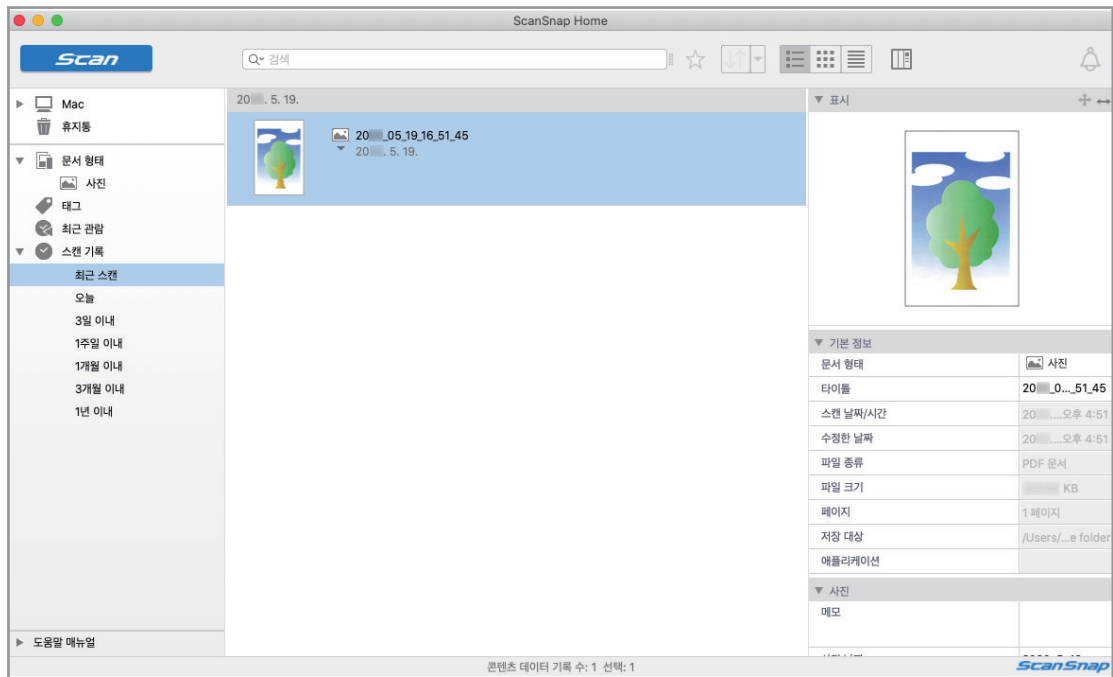 ScanSnap Home
Scan
검색
Mac
휴지통
문서 형태
사진
태그
최근 관람
스캔 기록
최근 스캔
오늘
3일 이내
1주일 이내
1개월 이내
3개월 이내
1년 이내
도움말 매뉴얼
20 . 5. 19.
20 _05_19_16_51_45
20 . 5. 19.
표시
기본 정보
문서 형태 사진
타이틀 20 _0..._51_45
스캔 날짜/시간 20 ....오후 4:51
수정한 날짜 20 ....오후 4:51
파일 종류 PDF 문서
파일 크기 KB
페이지 1 페이지
저장 대상 /Users/...e folder
애플리케이션
사진
메모
콘텐츠 데이터 기록 수: 1 선택: 1
ScanSnap